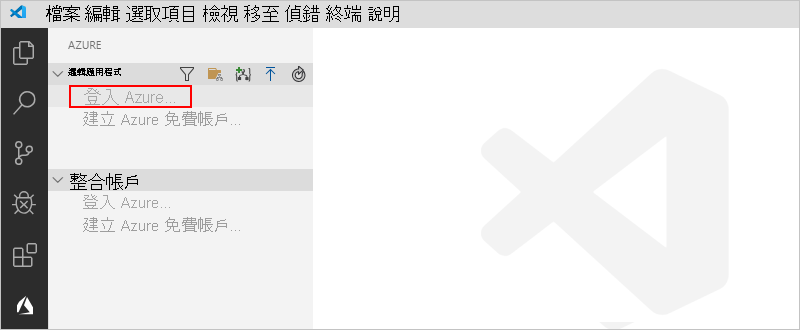 檔案 編輯 選取項目 檢視 移至 偵錯 終端 說明
AZURE
邏輯應用程式
登入 Azure...
建立 Azure 免費帳戶...
整合帳戶
登入 Azure...
建立 Azure 免費帳戶...